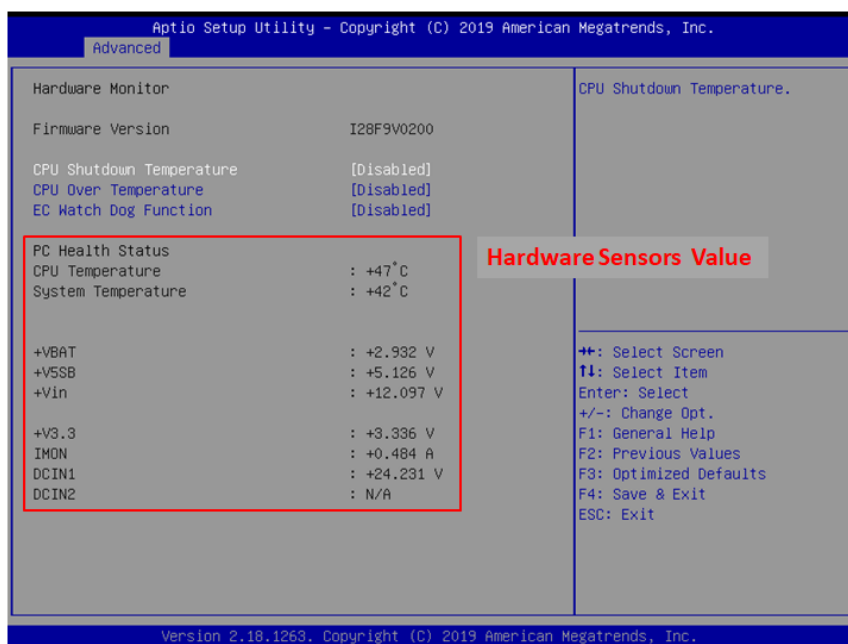 Aptio Setup Utility – Copyright (C) 2019 American Megatrends, Inc.
Advanced
Hardware Monitor
Firmware Version I28F9V0200
CPU Shutdown Temperature [Disabled]
CPU Over Temperature [Disabled]
EC Watch Dog Function [Disabled]
PC Health Status
CPU Temperature : +47°C
System Temperature : +42°C
+VBAT : +2.932 V
+V5SB : +5.126 V
+Vin : +12.097 V
+V3.3 : +3.336 V
IMON : +0.484 A
DCIN1 : +24.231 V
DCIN2 : N/A
Hardware Sensors Value
CPU Shutdown Temperature.
→←: Select Screen
↑↓: Select Item
Enter: Select
+/-: Change Opt.
F1: General Help
F2: Previous Values
F3: Optimized Defaults
F4: Save & Exit
ESC: Exit
Version 2.18.1263. Copyright (C) 2019 American Megatrends, Inc.